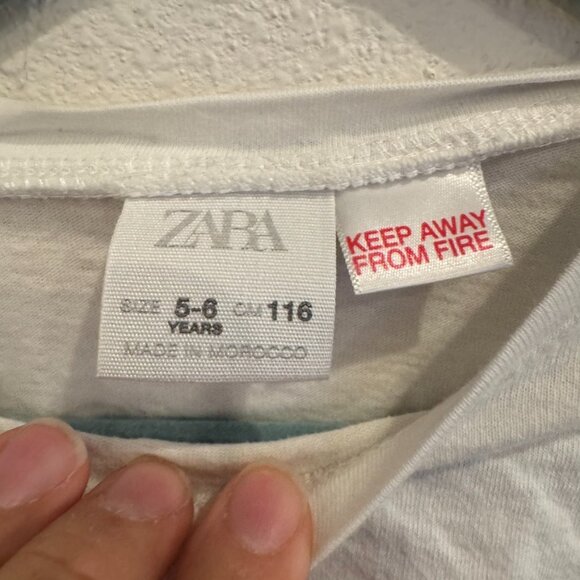 ZARA
SIZE 5-6 CM 116
YEARS
MADE IN MOROCCO
KEEP AWAY
FROM FIRE